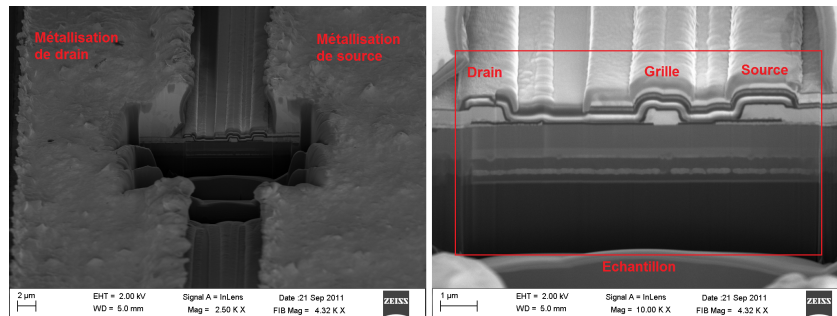 Métallisation
de drain
Métallisation
de source
2 µm
EHT = 2.00 kV
WD = 5.0 mm
Signal A = InLens
Mag = 2.50 K X
Date :21 Sep 2011
FIB Mag = 4.32 K X
ZEISS
Drain
Grille
Source
Echantillon
1 µm
EHT = 2.00 kV
WD = 5.0 mm
Signal A = InLens
Mag = 10.00 K X
Date :21 Sep 2011
FIB Mag = 4.32 K X
ZEISS